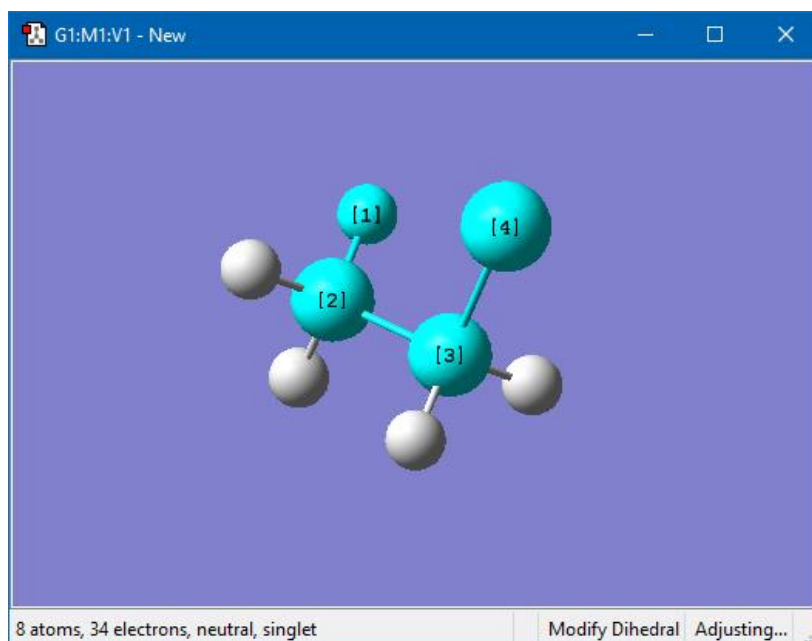 G1:M1:V1 - New
[1]
[4]
[2]
[3]
8 atoms, 34 electrons, neutral, singlet
Modify Dihedral
Adjusting...